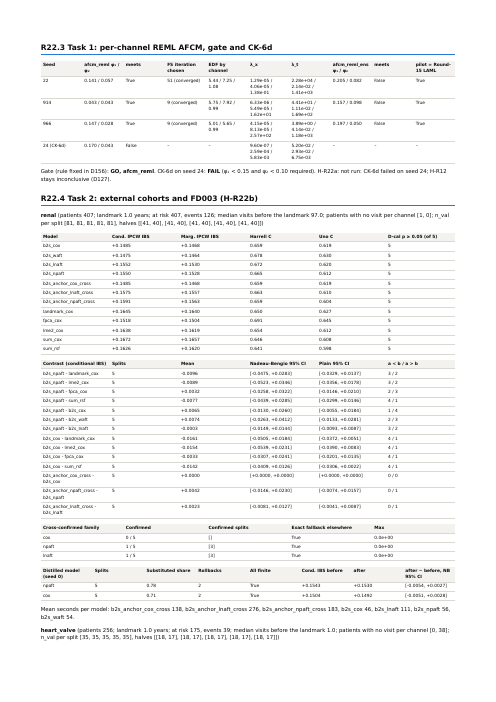 R22.3 Task 1: per-channel REML AFCM, gate and CK-6d
Seed afcm_reml φ₁ / φ₂ meets FS iteration chosen EDF by channel λ_x λ_t afcm_reml_ens φ₁ / φ₂ meets pilot = Round-15 LAML
22 0.141 / 0.057 True 51 (converged) 5.44 / 7.25 / 1.08 1.29e-05 / 4.06e-05 / 1.38e-01 2.28e+04 / 2.14e-02 / 1.41e+03 0.205 / 0.082 False True
914 0.043 / 0.043 True 9 (converged) 5.75 / 7.92 / 0.99 6.33e-06 / 5.49e-05 / 1.62e+01 4.41e+01 / 1.11e-02 / 1.69e+02 0.157 / 0.098 False True
966 0.147 / 0.028 True 9 (converged) 5.01 / 5.65 / 0.99 4.15e-05 / 8.13e-05 / 2.57e+01 3.89e+00 / 4.14e-02 / 1.18e+03 0.197 / 0.050 False True
24 (CK-6d) 0.170 / 0.043 False – – 9.60e-07 / 2.59e-04 / 5.83e-03 5.20e-02 / 2.93e-02 / 6.75e-03 – – –
Gate (rule fixed in D156): GO, afcm_reml. CK-6d on seed 24: FAIL (φ₁ < 0.15 and φ₂ < 0.10 required). H-R22a: not run: CK-6d failed on seed 24; H-R12
stays inconclusive (D127).
R22.4 Task 2: external cohorts and FD003 (H-R22b)
renal (patients 407; landmark 1.0 years; at risk 407, events 126; median visits before the landmark 97.0; patients with no visit per channel [1, 0]; n_val
per split [81, 81, 81, 81, 81], halves [[41, 40], [41, 40], [41, 40], [41, 40], [41, 40]])
Model Cond. IPCW IBS Marg. IPCW IBS Harrell C Uno C D-cal p ≥ 0.05 (of 5)
b2s_cox +0.1485 +0.1468 0.659 0.619 5
b2s_waft +0.1475 +0.1464 0.678 0.630 5
b2s_lnaft +0.1552 +0.1530 0.672 0.620 5
b2s_npaft +0.1550 +0.1528 0.665 0.612 5
b2s_anchor_cox_cross +0.1485 +0.1468 0.659 0.619 5
b2s_anchor_lnaft_cross +0.1575 +0.1557 0.663 0.610 5
b2s_anchor_npaft_cross +0.1591 +0.1563 0.659 0.604 5
landmark_cox +0.1645 +0.1640 0.650 0.627 5
fpca_cox +0.1518 +0.1504 0.691 0.645 5
lme2_cox +0.1638 +0.1619 0.654 0.612 5
sum_cox +0.1672 +0.1657 0.646 0.608 5
sum_rsf +0.1626 +0.1620 0.641 0.598 5
Contrast (conditional IBS) Splits Mean Nadeau-Bengio 95% CI Plain 95% CI a < b / a > b
b2s_npaft - landmark_cox 5 -0.0096 [-0.0475, +0.0283] [-0.0329, +0.0137] 3 / 2
b2s_npaft - lme2_cox 5 -0.0089 [-0.0523, +0.0346] [-0.0356, +0.0178] 3 / 2
b2s_npaft - fpca_cox 5 +0.0032 [-0.0258, +0.0322] [-0.0146, +0.0210] 2 / 3
b2s_npaft - sum_rsf 5 -0.0077 [-0.0439, +0.0285] [-0.0299, +0.0146] 4 / 1
b2s_npaft - b2s_cox 5 +0.0065 [-0.0130, +0.0260] [-0.0055, +0.0184] 1 / 4
b2s_npaft - b2s_waft 5 +0.0074 [-0.0263, +0.0412] [-0.0133, +0.0281] 2 / 3
b2s_npaft - b2s_lnaft 5 -0.0003 [-0.0149, +0.0144] [-0.0093, +0.0087] 3 / 2
b2s_cox - landmark_cox 5 -0.0161 [-0.0505, +0.0184] [-0.0372, +0.0051] 4 / 1
b2s_cox - lme2_cox 5 -0.0154 [-0.0539, +0.0231] [-0.0390, +0.0083] 4 / 1
b2s_cox - fpca_cox 5 -0.0033 [-0.0307, +0.0241] [-0.0201, +0.0135] 4 / 1
b2s_cox - sum_rsf 5 -0.0142 [-0.0409, +0.0126] [-0.0306, +0.0022] 4 / 1
b2s_anchor_cox_cross - b2s_cox 5 +0.0000 [+0.0000, +0.0000] [+0.0000, +0.0000] 0 / 0
b2s_anchor_npaft_cross - b2s_npaft 5 +0.0042 [-0.0146, +0.0230] [-0.0074, +0.0157] 0 / 1
b2s_anchor_lnaft_cross - b2s_lnaft 5 +0.0023 [-0.0081, +0.0127] [-0.0041, +0.0087] 0 / 1
Cross-confirmed family Confirmed Confirmed splits Exact fallback elsewhere Max
cox 0 / 5 [] True 0.0e+00
npaft 1 / 5 [3] True 0.0e+00
lnaft 1 / 5 [3] True 0.0e+00
Distilled model (seed 0) Splits Substituted share Rollbacks All finite Cond. IBS before after after − before, NB 95% CI
npaft 5 0.78 2 True +0.1543 +0.1530 [-0.0054, +0.0027]
cox 5 0.71 2 True +0.1504 +0.1492 [-0.0051, +0.0028]
Mean seconds per model: b2s_anchor_cox_cross 138, b2s_anchor_lnaft_cross 276, b2s_anchor_npaft_cross 183, b2s_cox 46, b2s_lnaft 111, b2s_npaft 56,
b2s_waft 54.
heart_valve (patients 256; landmark 1.0 years; at risk 175, events 39; median visits before the landmark 1.0; patients with no visit per channel [0, 38];
n_val per split [35, 35, 35, 35, 35], halves [[18, 17], [18, 17], [18, 17], [18, 17], [18, 17]])